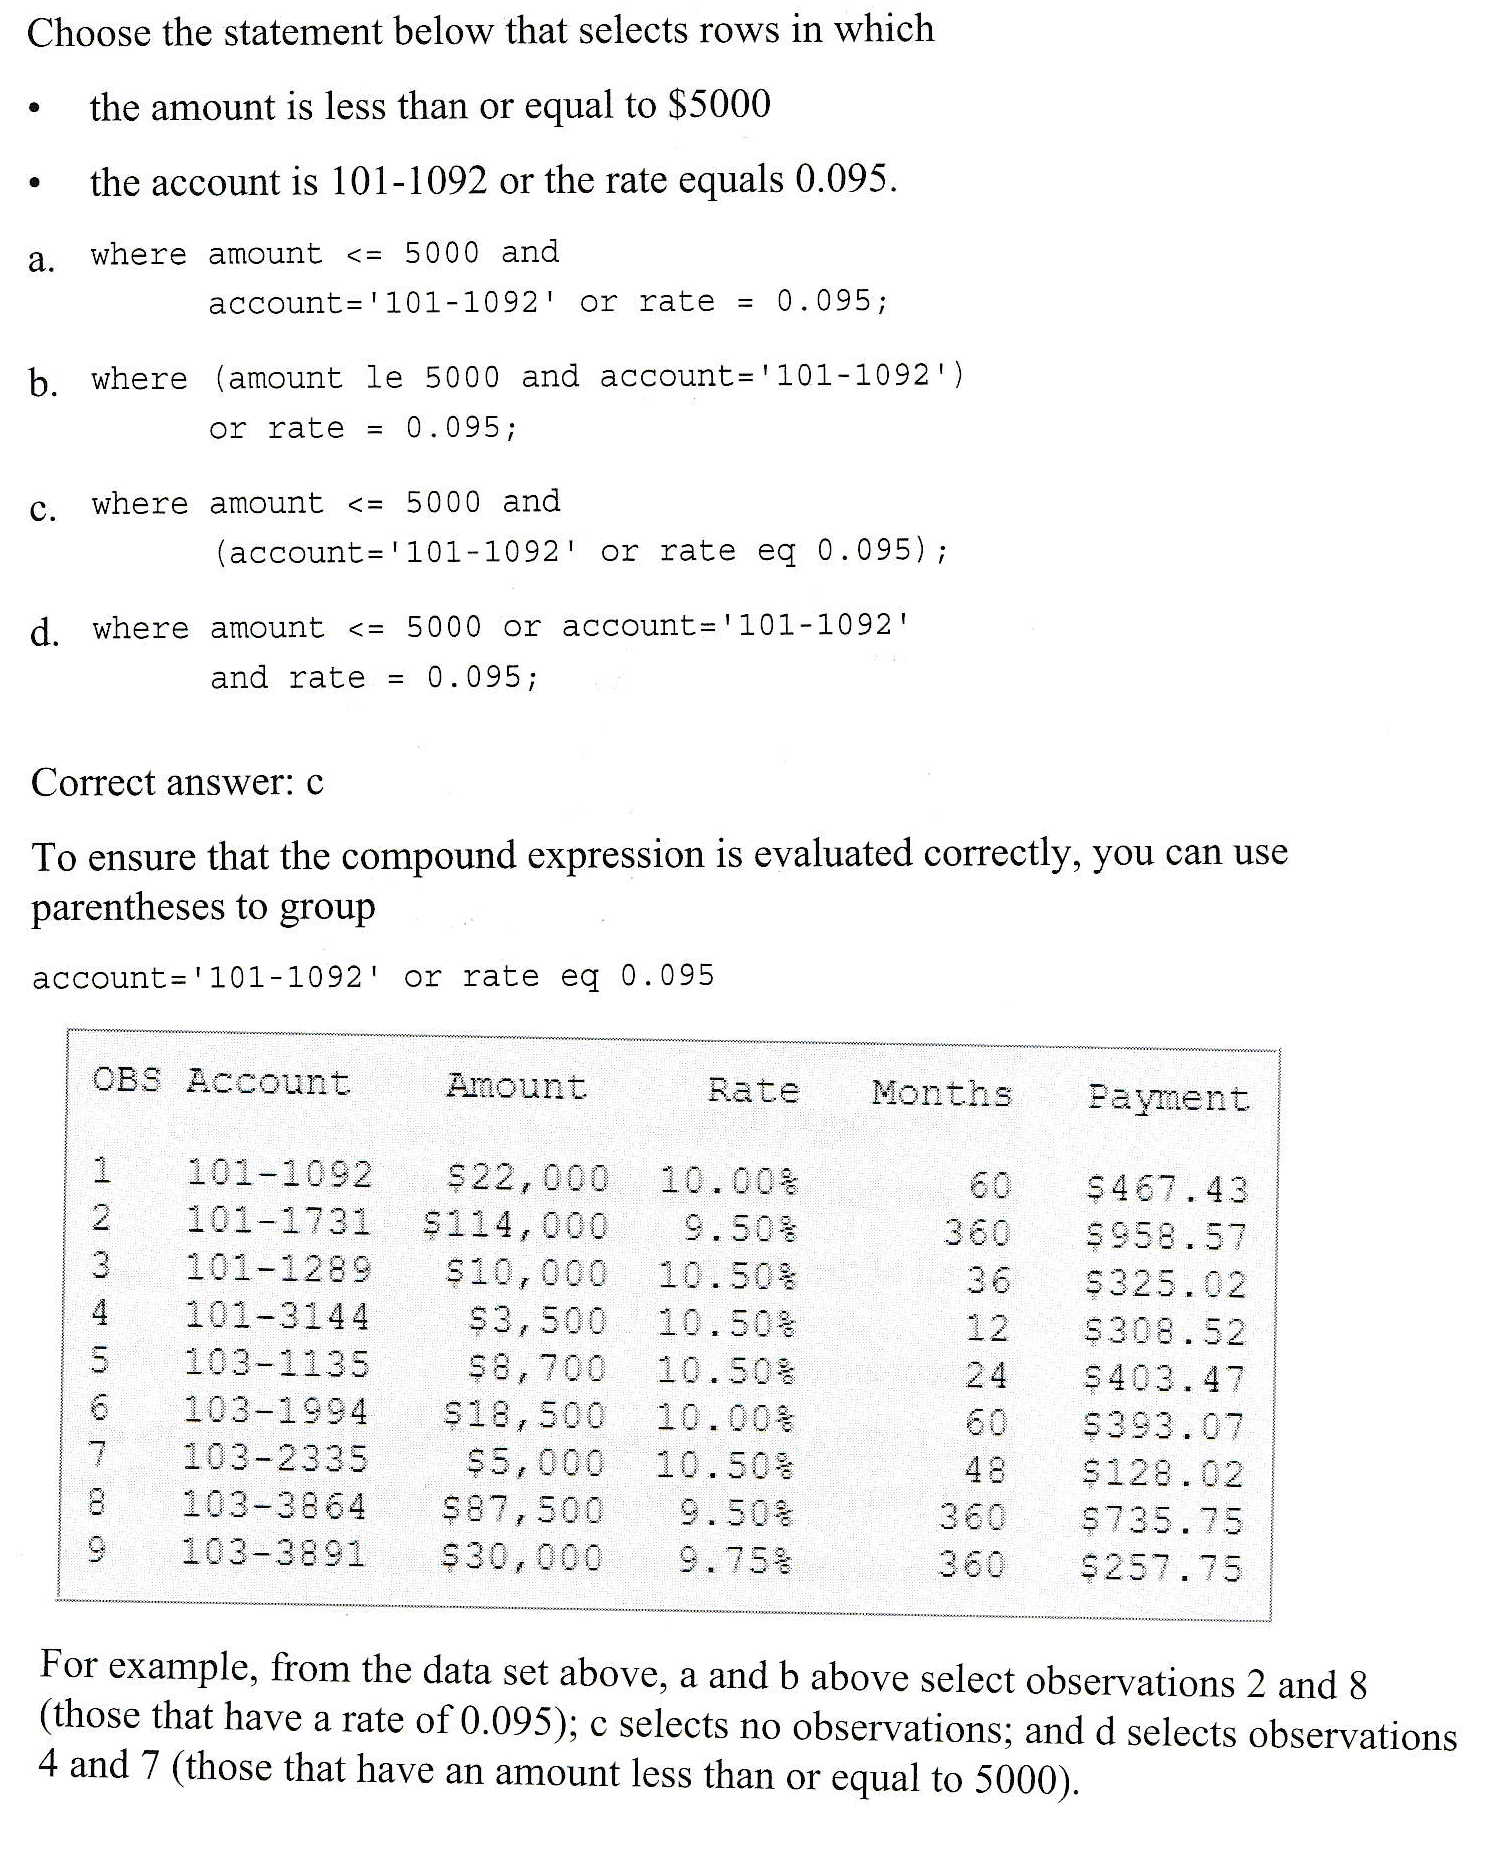 Choose the statement below that selects rows in which
• the amount is less than or equal to $5000
• the account is 101-1092 or the rate equals 0.095.
a. where amount <= 5000 and
account='101-1092' or rate = 0.095;
b. where (amount le 5000 and account='101-1092')
or rate = 0.095;
c. where amount <= 5000 and
(account='101-1092' or rate eq 0.095);
d. where amount <= 5000 or account='101-1092'
and rate = 0.095;
Correct answer: c
To ensure that the compound expression is evaluated correctly, you can use
parentheses to group
account='101-1092' or rate eq 0.095
OBS Account Amount Rate Months Payment
1 101-1092 $22,000 10.00% 60 $467.43
2 101-1731 $114,000 9.50% 360 $958.57
3 101-1289 $10,000 10.50% 36 $325.02
4 101-3144 $3,500 10.50% 12 $308.52
5 103-1135 $8,700 10.50% 24 $403.47
6 103-1994 $18,500 10.00% 60 $393.07
7 103-2335 $5,000 10.50% 48 $128.02
8 103-3864 $87,500 9.50% 360 $735.75
9 103-3891 $30,000 9.75% 360 $257.75
For example, from the data set above, a and b above select observations 2 and 8
(those that have a rate of 0.095); c selects no observations; and d selects observations
4 and 7 (those that have an amount less than or equal to 5000).